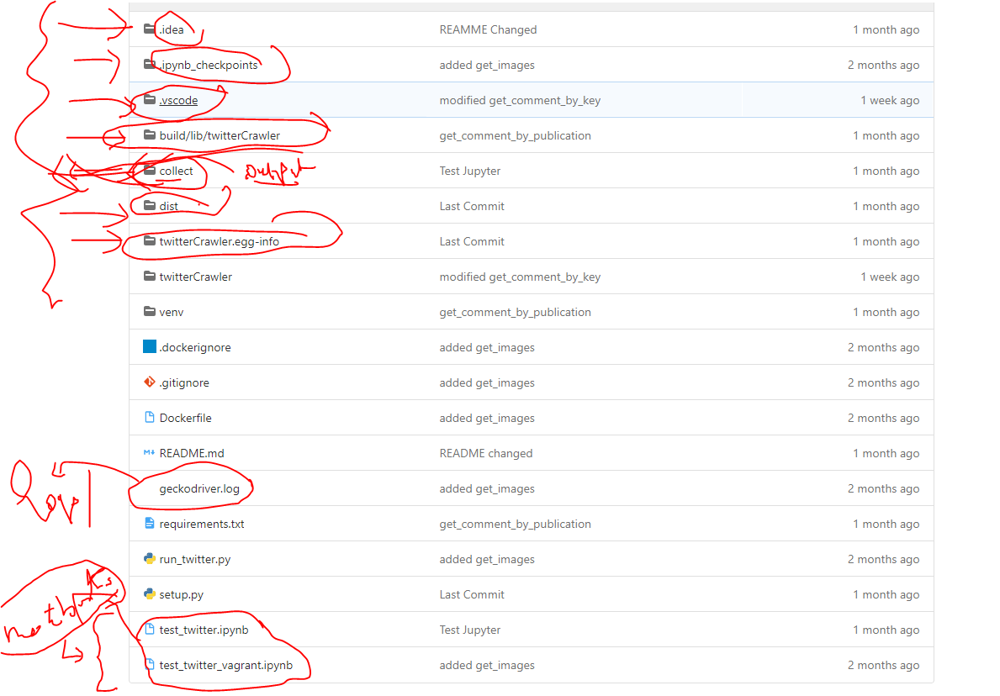 .idea REAMME Changed 1 month ago
.ipynb_checkpoints added get_images 2 months ago
.vscode modified get_comment_by_key 1 week ago
build/lib/twitterCrawler get_comment_by_publication 1 month ago
collect output Test Jupyter 1 month ago
dist Last Commit 1 month ago
twitterCrawler.egg-info Last Commit 1 month ago
twitterCrawler modified get_comment_by_key 1 week ago
venv get_comment_by_publication 1 month ago
.dockerignore added get_images 2 months ago
.gitignore added get_images 2 months ago
Dockerfile added get_images 2 months ago
README.md README changed 1 month ago
geckodriver.log added get_images 2 months ago
requirements.txt get_comment_by_publication 1 month ago
run_twitter.py added get_images 2 months ago
setup.py Last Commit 1 month ago
test_twitter.ipynb Test Jupyter 1 month ago
test_twitter_vagrant.ipynb added get_images 2 months ago